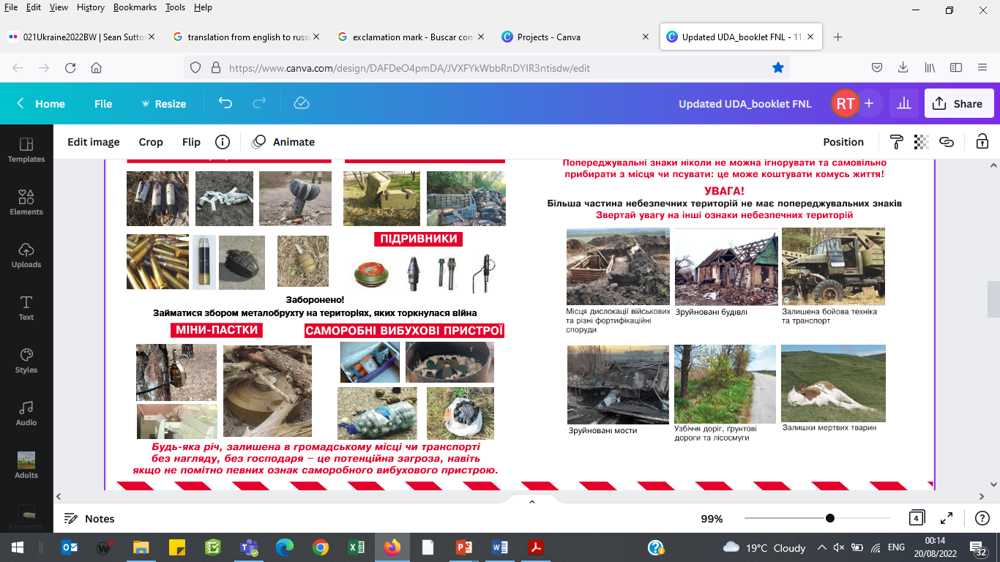 File Edit View History Bookmarks Tools Help
021Ukraine2022BW | Sean Sutto
translation from english to russi
exclamation mark - Buscar con
Projects - Canva
Updated UDA_booklet FNL - 11.
https://www.canva.com/design/DAFDeO4pmDA/JVXFYkWbbRnDYIR3ntisdw/edit
Home File Resize
Updated UDA_booklet FNL
RT
Share
Edit image Crop Flip Animate
Position
Templates
Elements
Uploads
Text
Styles
Audio
Adults
SOURCES
ПІДРИВНИКИ
Заборонено!
Займатися збором металобрухту на територіях, яких торкнулася війна
МІНИ-ПАСТКИ
САМОРОБНІ ВИБУХОВІ ПРИСТРОЇ
Будь-яка річ, залишена в громадському місці чи транспорті
без нагляду, без господаря – це потенційна загроза, навіть
якщо не помітно певних ознак саморобного вибухового пристрою.
Попереджувальні знаки ніколи не можна ігнорувати та самовільно
прибирати з місця чи псувати: це може коштувати комусь життя!
УВАГА!
Більша частина небезпечних територій не має попереджувальних знаків
Звертай увагу на інші ознаки небезпечних територій
Місця дислокації військових
та різні фортифікаційні
споруди
Зруйновані будівлі
Залишена бойова техніка
та транспорт
Зруйновані мости
Узбіччя доріг, ґрунтові
дороги та лісосмуги
Залишки мертвих тварин
Notes
99%
4
19°C Cloudy
ENG
00:14
20/08/2022
32